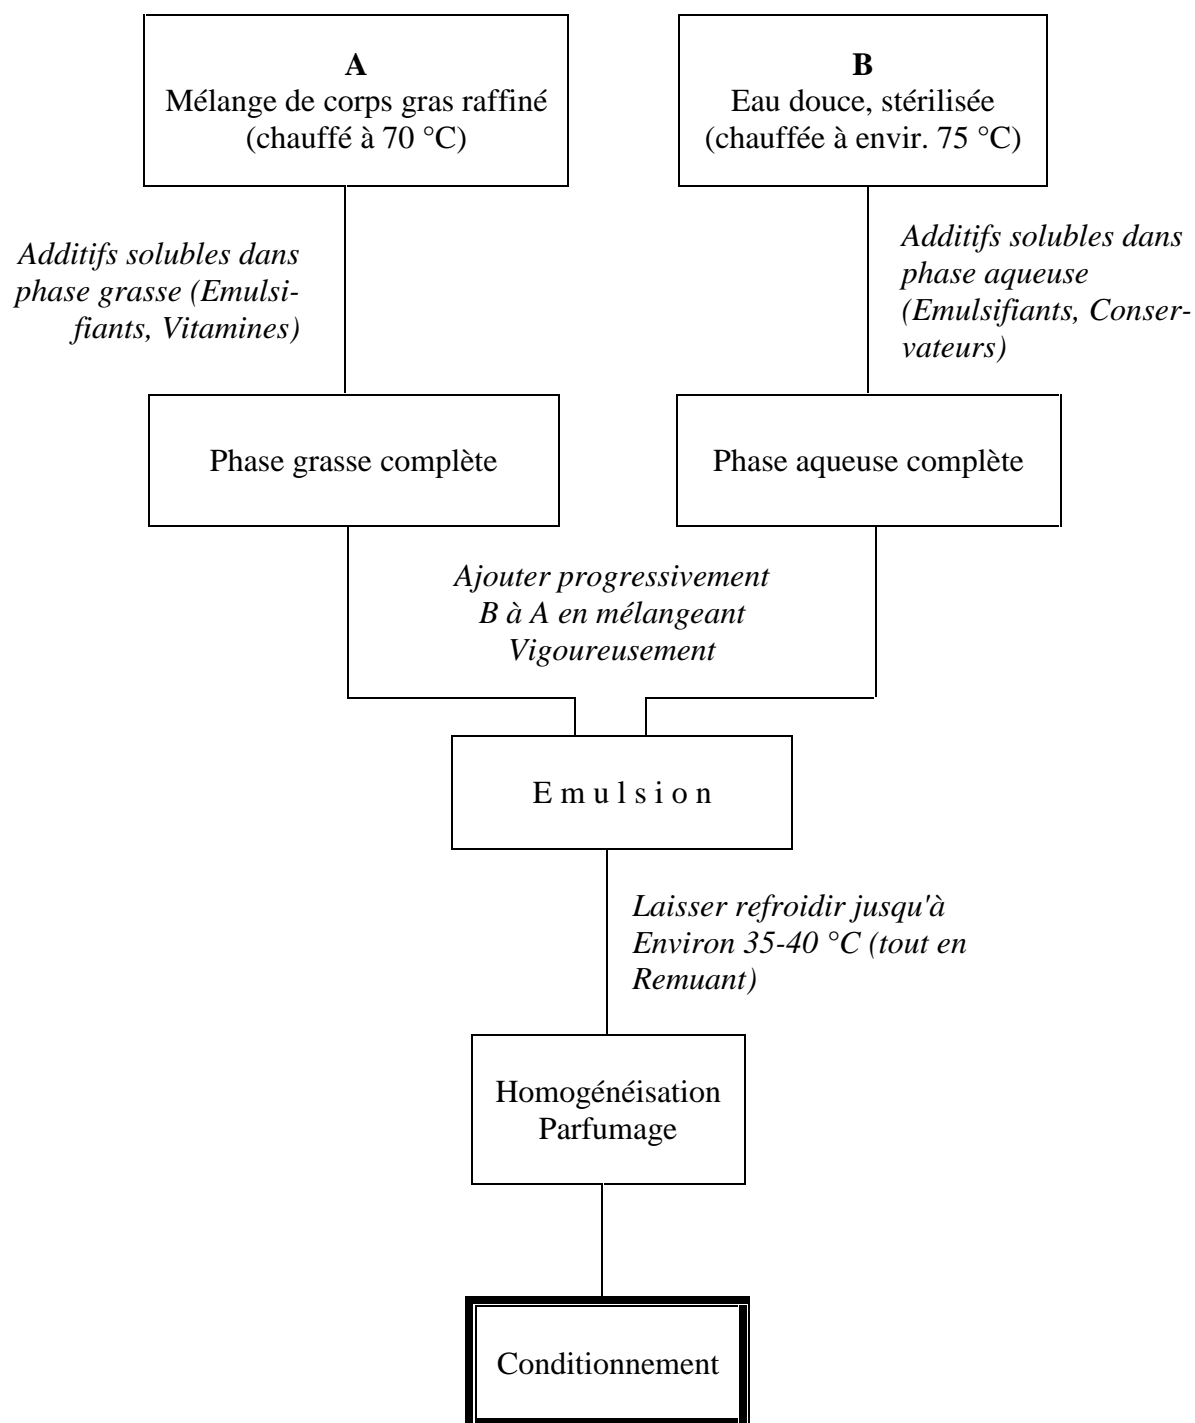 A
Mélange de corps gras raffiné
(chauffé à 70 °C)
B
Eau douce, stérilisée
(chauffée à envir. 75 °C)
Additifs solubles dans
phase grasse (Emulsi-
fiants, Vitamines)
Additifs solubles dans
phase aqueuse
(Emulsifiants, Conser-
vateurs)
Phase grasse complète
Phase aqueuse complète
Ajouter progressivement
B à A en mélangeant
Vigoureusement
E m u l s i o n
Laisser refroidir jusqu'à
Environ 35-40 °C (tout en
Remuant)
Homogénéisation
Parfumage
Conditionnement